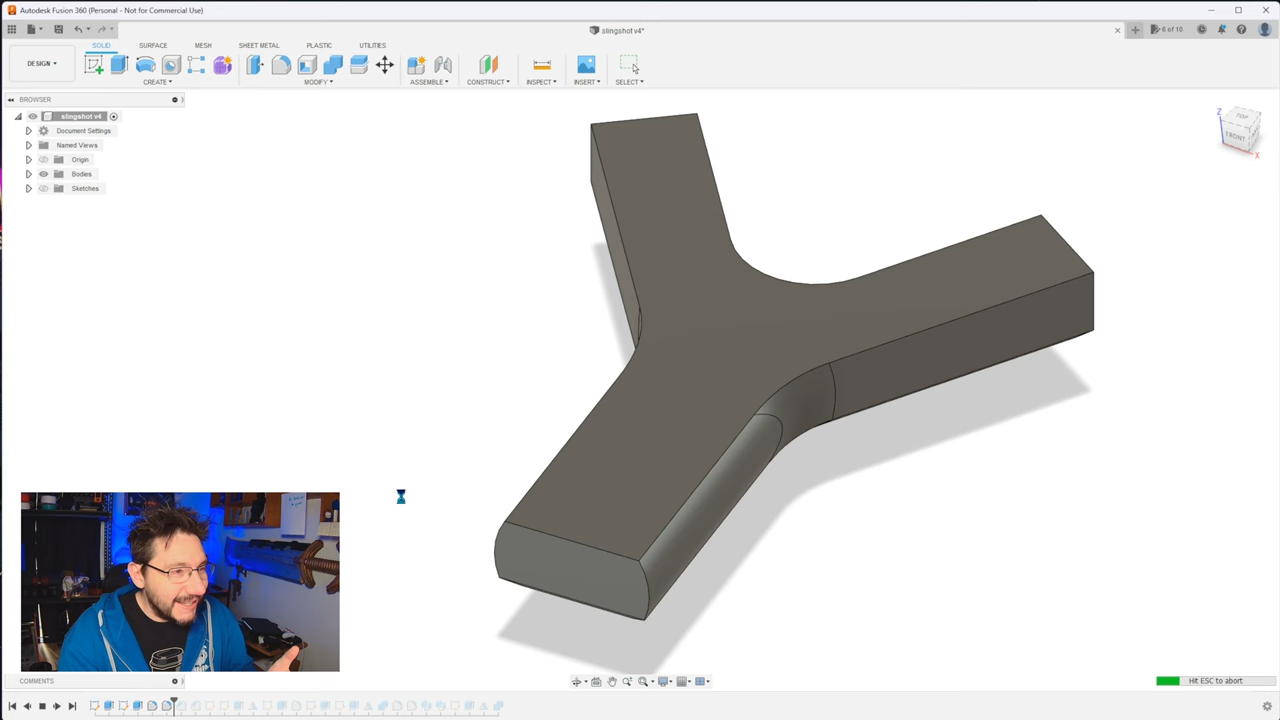 Autodesk Fusion 360 (Personal - Not for Commercial Use)
slingshot v4*
6 of 10
SOLID SURFACE MESH SHEET METAL PLASTIC UTILITIES
DESIGN
CREATE MODIFY ASSEMBLE CONSTRUCT INSPECT INSERT SELECT
BROWSER
slingshot v4
Document Settings
Named Views
Origin
Bodies
Sketches
TOP
FRONT
Z
X
COMMENTS
Hit ESC to abort